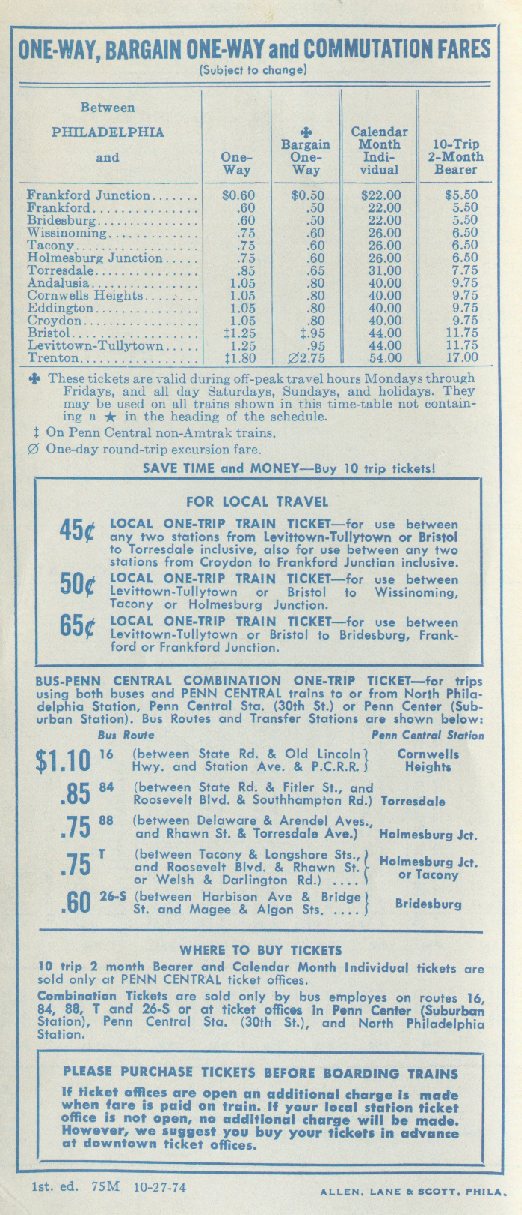 ONE-WAY, BARGAIN ONE-WAY and COMMUTATION FARES
(Subject to change)
Between
PHILADELPHIA
and
One-
Way
✤
Bargain
One-
Way
Calendar
Month
Indi-
vidual
10-Trip
2-Month
Bearer
Frankford Junction....... $0.60 $0.50 $22.00 $5.50
Frankford............... .60 .50 22.00 5.50
Bridesburg.............. .60 .50 22.00 5.50
Wissinoming............ .75 .60 26.00 6.50
Tacony................. .75 .60 26.00 6.50
Holmesburg Junction..... .75 .60 26.00 6.50
Torresdale............... .85 .65 31.00 7.75
Andalusia............... 1.05 .80 40.00 9.75
Cornwells Heights........ 1.05 .80 40.00 9.75
Eddington............... 1.05 .80 40.00 9.75
Croydon................ 1.05 .80 40.00 9.75
Bristol.................. ‡1.25 ‡.95 44.00 11.75
Levittown-Tullytown..... 1.25 .95 44.00 11.75
Trenton................. ‡1.80 ∅2.75 54.00 17.00
✤ These tickets are valid during off-peak travel hours Mondays through
Fridays, and all day Saturdays, Sundays, and holidays. They
may be used on all trains shown in this time-table not contain-
ing a ★ in the heading of the schedule.
‡ On Penn Central non-Amtrak trains.
∅ One-day round-trip excursion fare.
SAVE TIME and MONEY—Buy 10 trip tickets!
FOR LOCAL TRAVEL
45¢ LOCAL ONE-TRIP TRAIN TICKET—for use between
any two stations from Levittown-Tullytown or Bristol
to Torresdale inclusive, also for use between any two
stations from Croydon to Frankford Junction inclusive.
50¢ LOCAL ONE-TRIP TRAIN TICKET—for use between
Levittown-Tullytown or Bristol to Wissinoming,
Tacony or Holmesburg Junction.
65¢ LOCAL ONE-TRIP TRAIN TICKET—for use between
Levittown-Tullytown or Bristol to Bridesburg, Frank-
ford or Frankford Junction.
BUS-PENN CENTRAL COMBINATION ONE-TRIP TICKET—for trips
using both buses and PENN CENTRAL trains to or from North Phila-
delphia Station, Penn Central Sta. (30th St.) or Penn Center (Sub-
urban Station). Bus Routes and Transfer Stations are shown below:
Bus Route Penn Central Station
$1.10 16 (between State Rd. & Old Lincoln} Cornwells
Hwy. and Station Ave. & P.C.R.R. } Heights
.85 84 (between State Rd. & Fitler St., and
Roosevelt Blvd. & Southhampton Rd.) Torresdale
.75 88 (between Delaware & Arendel Aves.,
and Rhawn St. & Torresdale Ave.) Holmesburg Jct.
.75 T (between Tacony & Longshore Sts., }
and Roosevelt Blvd. & Rhawn St. } Holmesburg Jct.
or Welsh & Darlington Rd.) .... } or Tacony
.60 26-S (between Harbison Ave & Bridge }
St. and Magee & Algon Sts. .... } Bridesburg
WHERE TO BUY TICKETS
10 trip 2 month Bearer and Calendar Month Individual tickets are
sold only at PENN CENTRAL ticket offices.
Combination Tickets are sold only by bus employes on routes 16,
84, 88, T and 26-S or at ticket offices in Penn Center (Suburban
Station), Penn Central Sta. (30th St.), and North Philadelphia
Station.
PLEASE PURCHASE TICKETS BEFORE BOARDING TRAINS
If ticket offices are open an additional charge is made
when fare is paid on train. If your local station ticket
office is not open, no additional charge will be made.
However, we suggest you buy your tickets in advance
at downtown ticket offices.
1st. ed. 75M 10-27-74
ALLEN, LANE & SCOTT, PHILA.